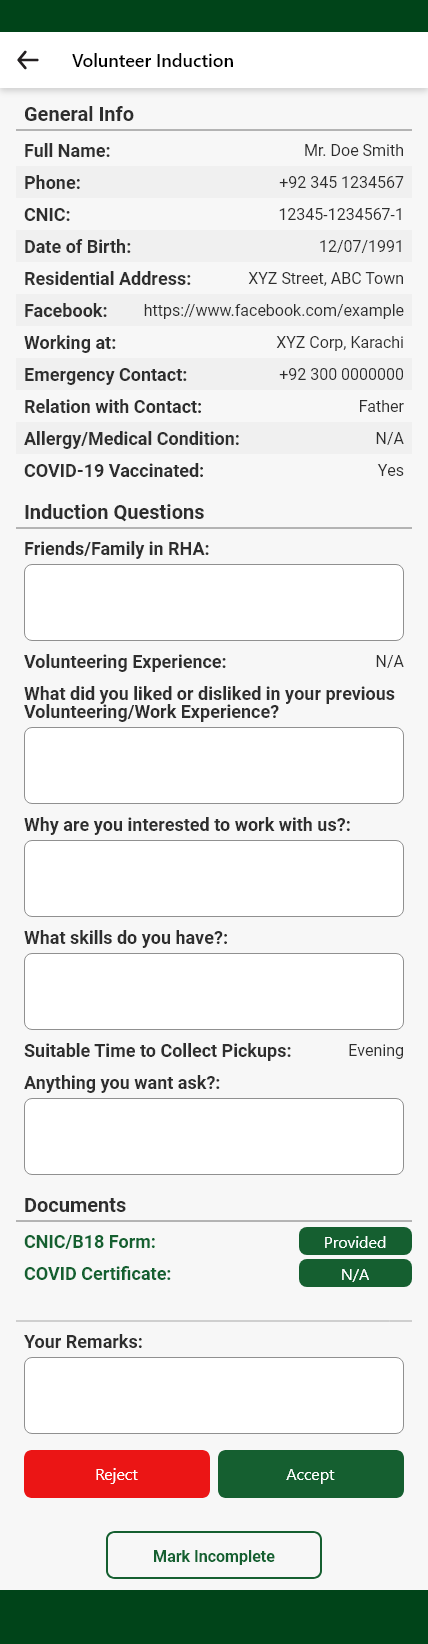 Volunteer Induction
General Info
Full Name: Mr. Doe Smith
Phone: +92 345 1234567
CNIC: 12345-1234567-1
Date of Birth: 12/07/1991
Residential Address: XYZ Street, ABC Town
Facebook: https://www.facebook.com/example
Working at: XYZ Corp, Karachi
Emergency Contact: +92 300 0000000
Relation with Contact: Father
Allergy/Medical Condition: N/A
COVID-19 Vaccinated: Yes
Induction Questions
Friends/Family in RHA:
Volunteering Experience: N/A
What did you liked or disliked in your previous
Volunteering/Work Experience?
Why are you interested to work with us?:
What skills do you have?:
Suitable Time to Collect Pickups: Evening
Anything you want ask?:
Documents
CNIC/B18 Form: Provided
COVID Certificate: N/A
Your Remarks:
Reject Accept
Mark Incomplete